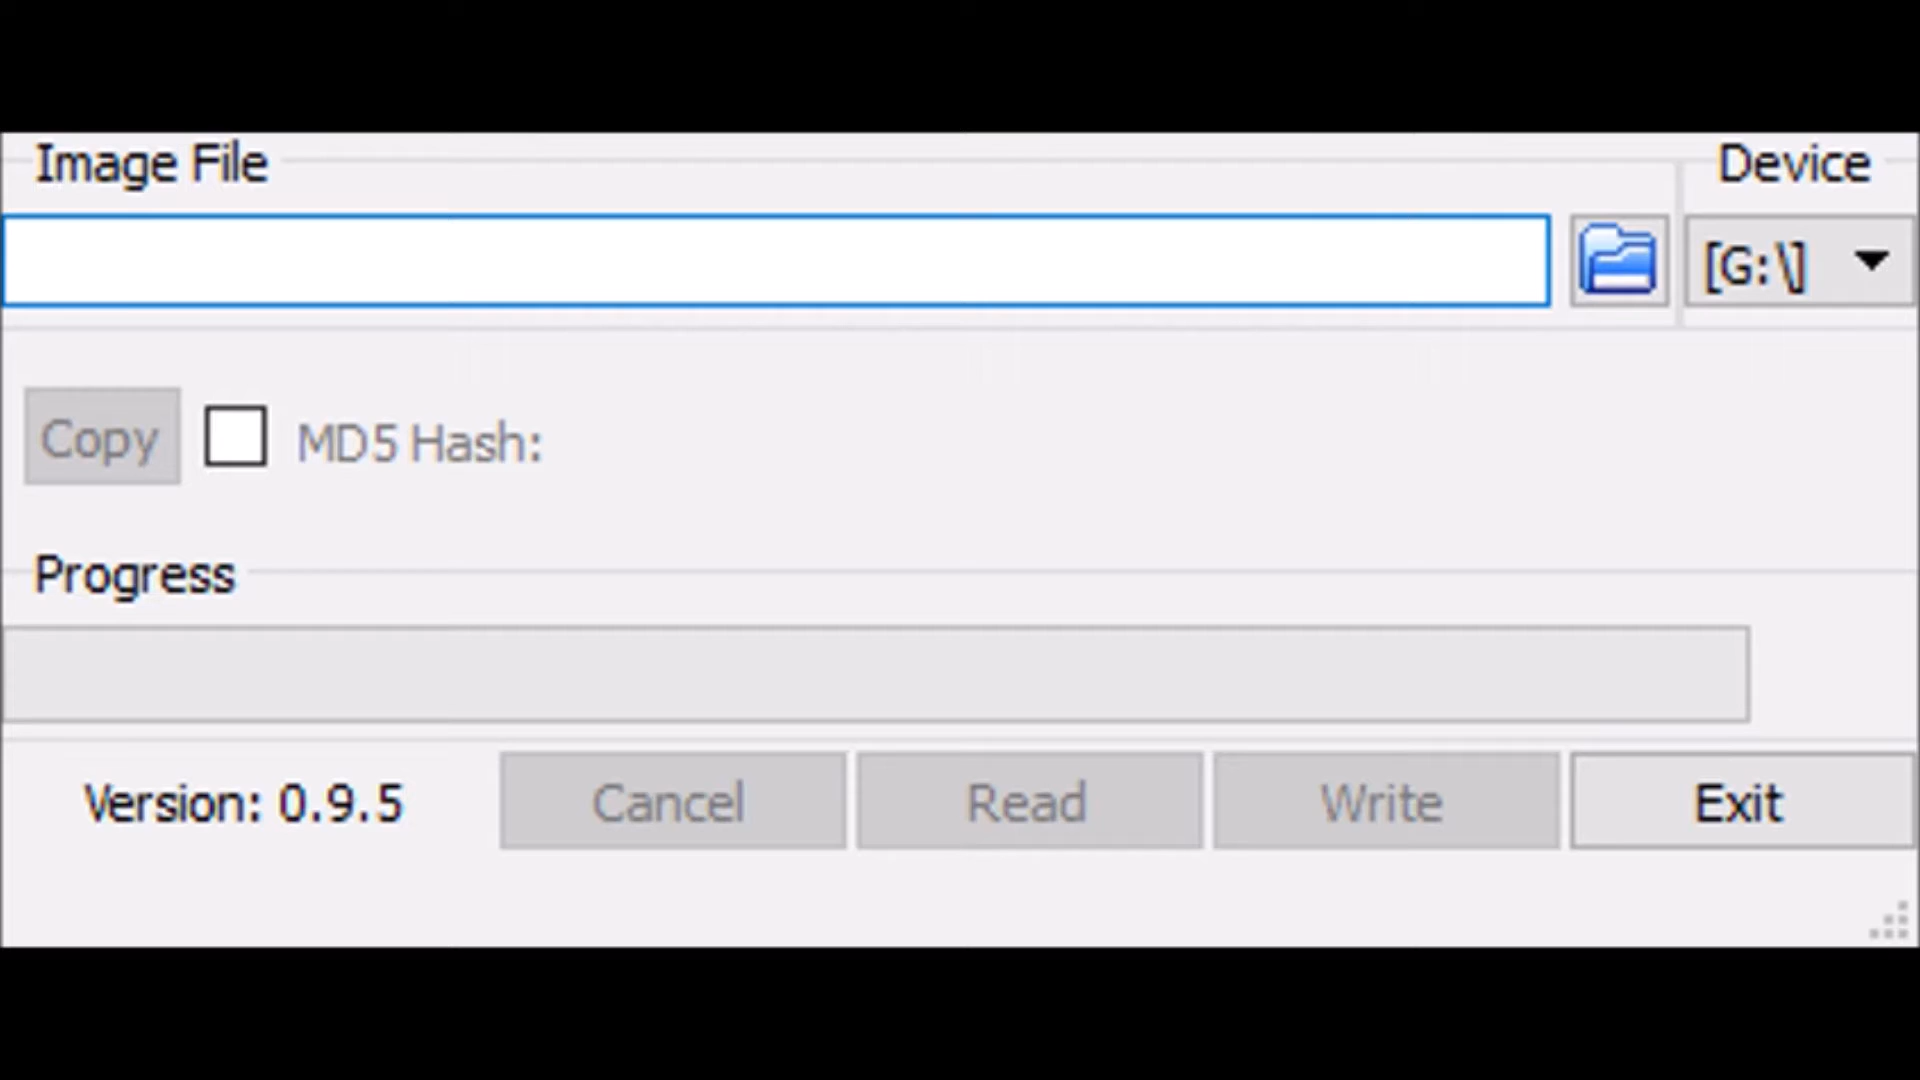 Image File
Device
[G:\]
Copy
MD5 Hash:
Progress
Version: 0.9.5
Cancel
Read
Write
Exit